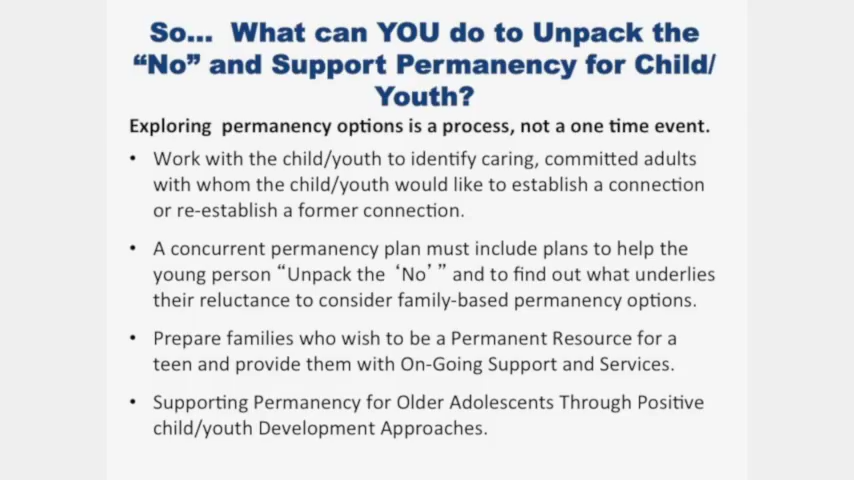 So... What can YOU do to Unpack the
“No” and Support Permanency for Child/
Youth?
Exploring permanency options is a process, not a one time event.
• Work with the child/youth to identify caring, committed adults
with whom the child/youth would like to establish a connection
or re-establish a former connection.
• A concurrent permanency plan must include plans to help the
young person “Unpack the ‘No’ ” and to find out what underlies
their reluctance to consider family-based permanency options.
• Prepare families who wish to be a Permanent Resource for a
teen and provide them with On-Going Support and Services.
• Supporting Permanency for Older Adolescents Through Positive
child/youth Development Approaches.